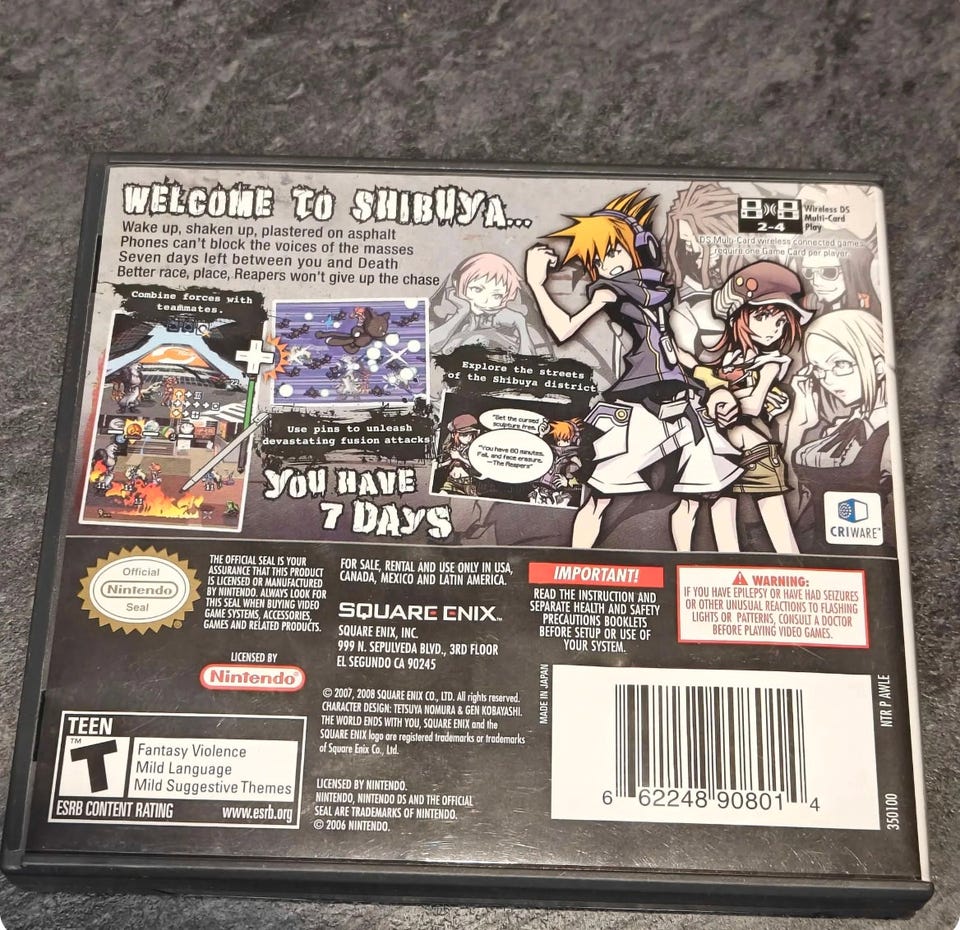 WELCOME TO SHIBUYA...
Wake up, shaken up, plastered on asphalt
Phones can't block the voices of the masses
Seven days left between you and Death
Better race, place, Reapers won't give up the chase
2-4
Wireless DS
Multi-Card
Play
DS Multi-Card wireless connected games
require one Game Card per player.
Combine forces with
teammates.
Use pins to unleash
devastating fusion attacks
Explore the streets
of the Shibuya district
"Get the cursed
sculpture free.
"You have 60 minutes.
Fail, and face erasure.
—The Reapers"
YOU HAVE
7 DAYS
CRIWARE™
Official
Nintendo
Seal
THE OFFICIAL SEAL IS YOUR
ASSURANCE THAT THIS PRODUCT
IS LICENSED OR MANUFACTURED
BY NINTENDO. ALWAYS LOOK FOR
THIS SEAL WHEN BUYING VIDEO
GAME SYSTEMS, ACCESSORIES,
GAMES AND RELATED PRODUCTS.
LICENSED BY
Nintendo®
FOR SALE, RENTAL AND USE ONLY IN USA,
CANADA, MEXICO AND LATIN AMERICA.
SQUARE ENIX™
SQUARE ENIX, INC.
999 N. SEPULVEDA BLVD., 3RD FLOOR
EL SEGUNDO CA 90245
IMPORTANT!
READ THE INSTRUCTION AND
SEPARATE HEALTH AND SAFETY
PRECAUTIONS BOOKLETS
BEFORE SETUP OR USE OF
YOUR SYSTEM.
WARNING:
IF YOU HAVE EPILEPSY OR HAVE HAD SEIZURES
OR OTHER UNUSUAL REACTIONS TO FLASHING
LIGHTS OR PATTERNS, CONSULT A DOCTOR
BEFORE PLAYING VIDEO GAMES.
© 2007, 2008 SQUARE ENIX CO., LTD. All rights reserved.
CHARACTER DESIGN: TETSUYA NOMURA & GEN KOBAYASHI.
THE WORLD ENDS WITH YOU, SQUARE ENIX and the
SQUARE ENIX logo are registered trademarks or trademarks
of Square Enix Co., Ltd.
LICENSED BY NINTENDO.
NINTENDO, NINTENDO DS AND THE OFFICIAL
SEAL ARE TRADEMARKS OF NINTENDO.
© 2006 NINTENDO.
TEEN
T™
Fantasy Violence
Mild Language
Mild Suggestive Themes
ESRB CONTENT RATING www.esrb.org
MADE IN JAPAN
6 62248 90801 4
NTR P AWLE
350100